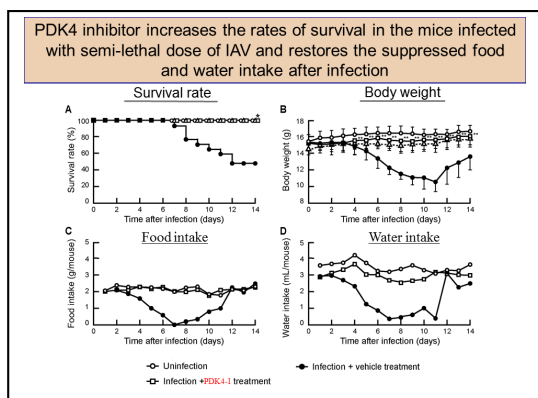 PDK4 inhibitor increases the rates of survival in the mice infected
with semi-lethal dose of IAV and restores the suppressed food
and water intake after infection
Survival rate
Body weight
A
Survival rate (%)
100
80
60
40
20
0
*
0 2 4 6 8 10 12 14
Time after infection (days)
B
Body weight (g)
18
16
14
12
10
8
0
**
0 2 4 6 8 10 12 14
Time after infection (days)
C
Food intake
Food intake (g/mouse)
5
4
3
2
1
0
0 2 4 6 8 10 12 14
Time after infection (days)
D
Water intake
Water intake (mL/mouse)
5
4
3
2
1
0
0 2 4 6 8 10 12 14
Time after infection (days)
Uninfection
Infection + vehicle treatment
Infection +PDK4-I treatment